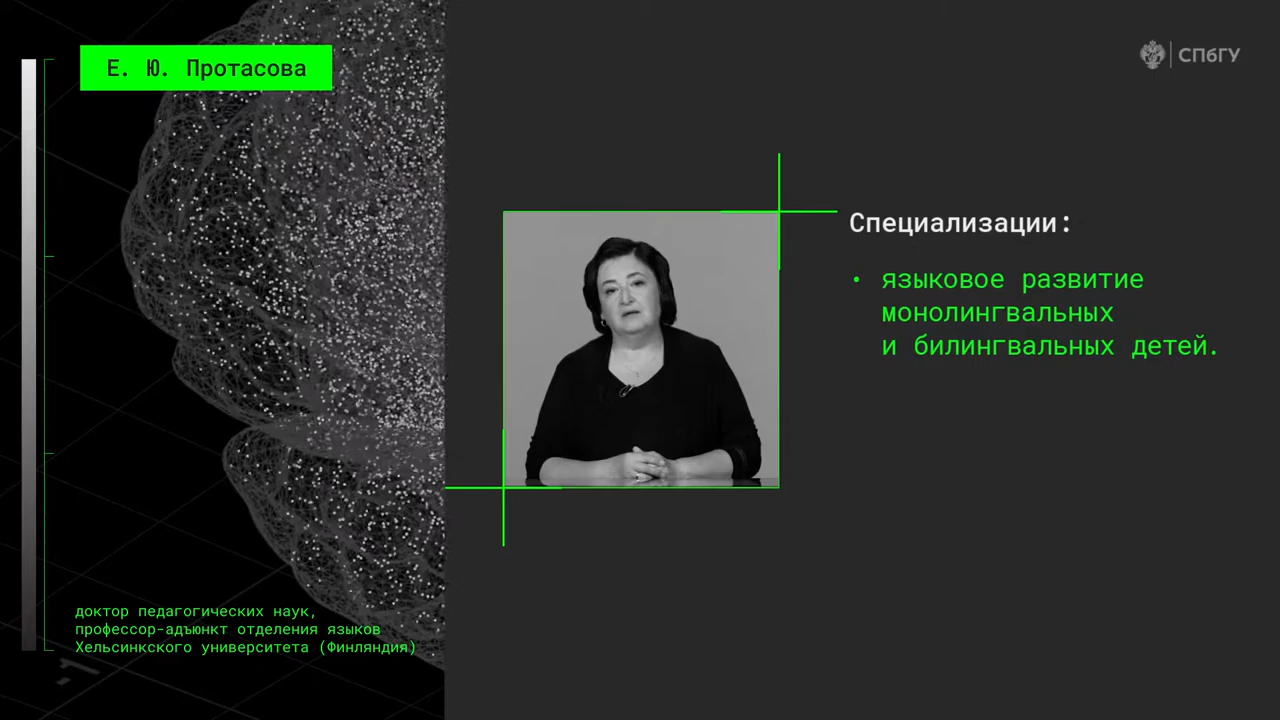 Е. Ю. Протасова
СПбГУ
Специализации:
• языковое развитие
монолингвальных
и билингвальных детей.
доктор педагогических наук,
профессор-адъюнкт отделения языков
Хельсинкского университета (Финляндия)